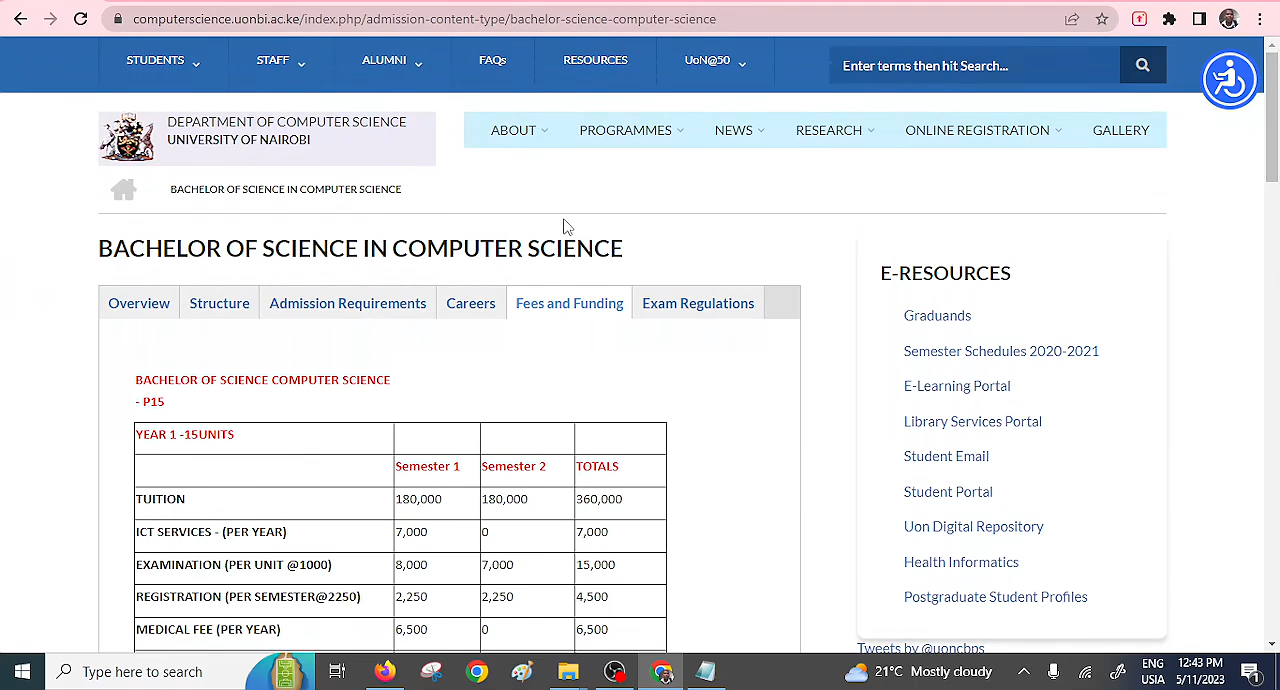 computerscience.uonbi.ac.ke/index.php/admission-content-type/bachelor-science-computer-science
STUDENTS STAFF ALUMNI FAQs RESOURCES UoN@50 Enter terms then hit Search...
DEPARTMENT OF COMPUTER SCIENCE
UNIVERSITY OF NAIROBI
ABOUT PROGRAMMES NEWS RESEARCH ONLINE REGISTRATION GALLERY
BACHELOR OF SCIENCE IN COMPUTER SCIENCE
BACHELOR OF SCIENCE IN COMPUTER SCIENCE
Overview Structure Admission Requirements Careers Fees and Funding Exam Regulations
BACHELOR OF SCIENCE COMPUTER SCIENCE
- P15
YEAR 1 -15UNITS
Semester 1 Semester 2 TOTALS
TUITION 180,000 180,000 360,000
ICT SERVICES - (PER YEAR) 7,000 0 7,000
EXAMINATION (PER UNIT @1000) 8,000 7,000 15,000
REGISTRATION (PER SEMESTER@2250) 2,250 2,250 4,500
MEDICAL FEE (PER YEAR) 6,500 0 6,500
E-RESOURCES
Graduands
Semester Schedules 2020-2021
E-Learning Portal
Library Services Portal
Student Email
Student Portal
Uon Digital Repository
Health Informatics
Postgraduate Student Profiles
Tweets by @uoncbps
Type here to search
21°C Mostly cloudy
ENG
USIA
12:43 PM
5/11/2023